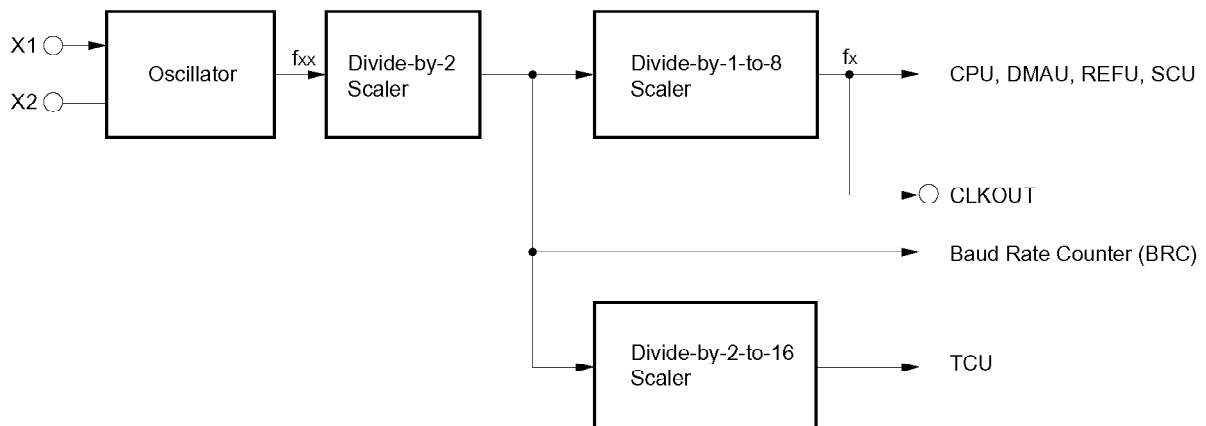 X1
X2
Oscillator
fxx
Divide-by-2
Scaler
Divide-by-1-to-8
Scaler
fx
CPU, DMAU, REFU, SCU
CLKOUT
Baud Rate Counter (BRC)
Divide-by-2-to-16
Scaler
TCU